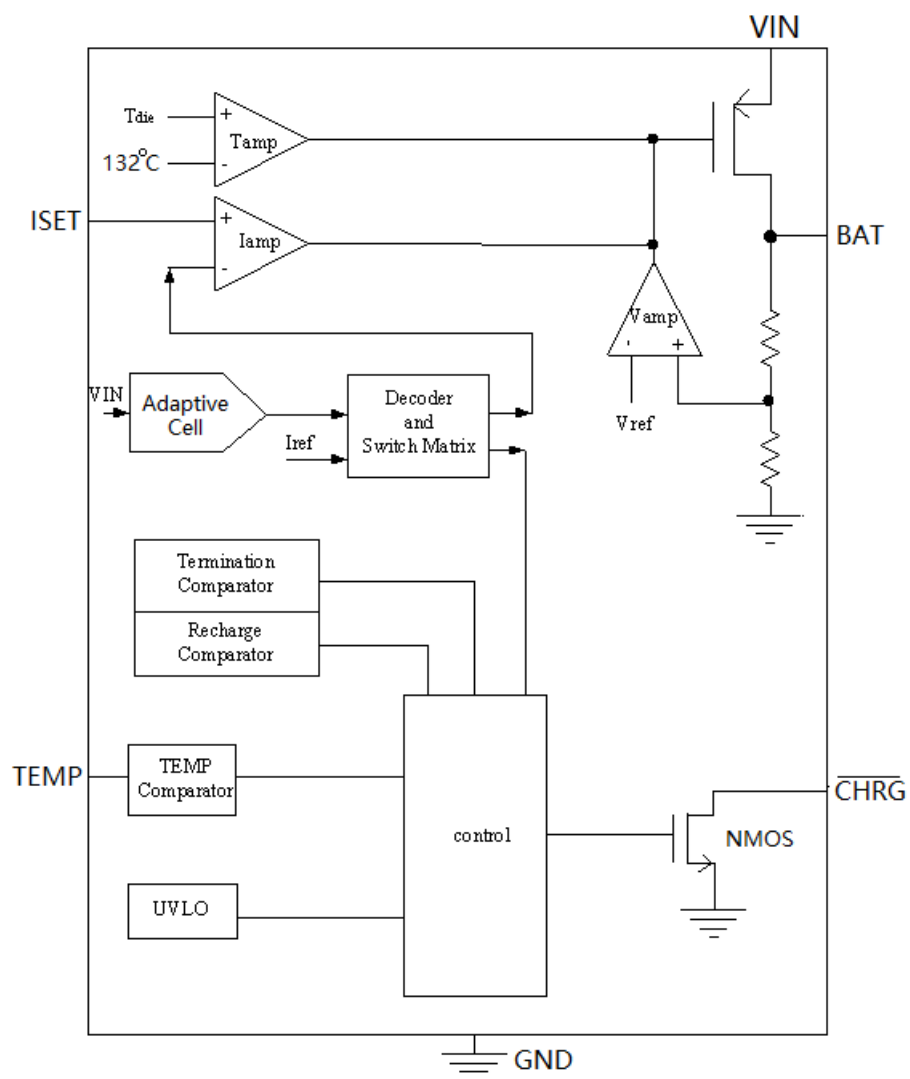 VIN
Tdie
+
Tamp
132°C
-
ISET
+
Iamp
-
BAT
Vamp
-
+
VIN
Adaptive
Cell
Decoder
and
Switch Matrix
Iref
Vref
Termination
Comparator
Recharge
Comparator
TEMP
TEMP
Comparator
control
CHRG
NMOS
UVLO
GND